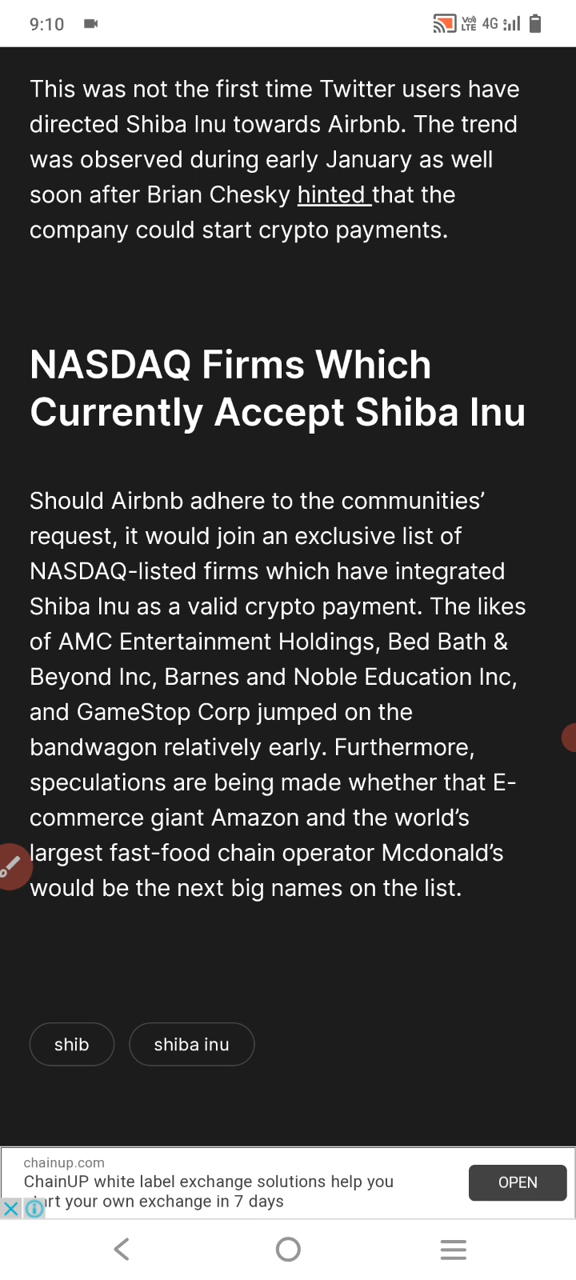 9:10
Vo)) LTE 4G
This was not the first time Twitter users have
directed Shiba Inu towards Airbnb. The trend
was observed during early January as well
soon after Brian Chesky hinted that the
company could start crypto payments.
NASDAQ Firms Which
Currently Accept Shiba Inu
Should Airbnb adhere to the communities’
request, it would join an exclusive list of
NASDAQ-listed firms which have integrated
Shiba Inu as a valid crypto payment. The likes
of AMC Entertainment Holdings, Bed Bath &
Beyond Inc, Barnes and Noble Education Inc,
and GameStop Corp jumped on the
bandwagon relatively early. Furthermore,
speculations are being made whether that E-
commerce giant Amazon and the world’s
largest fast-food chain operator Mcdonald’s
would be the next big names on the list.
shib
shiba inu
chainup.com
ChainUP white label exchange solutions help you
your own exchange in 7 days
OPEN